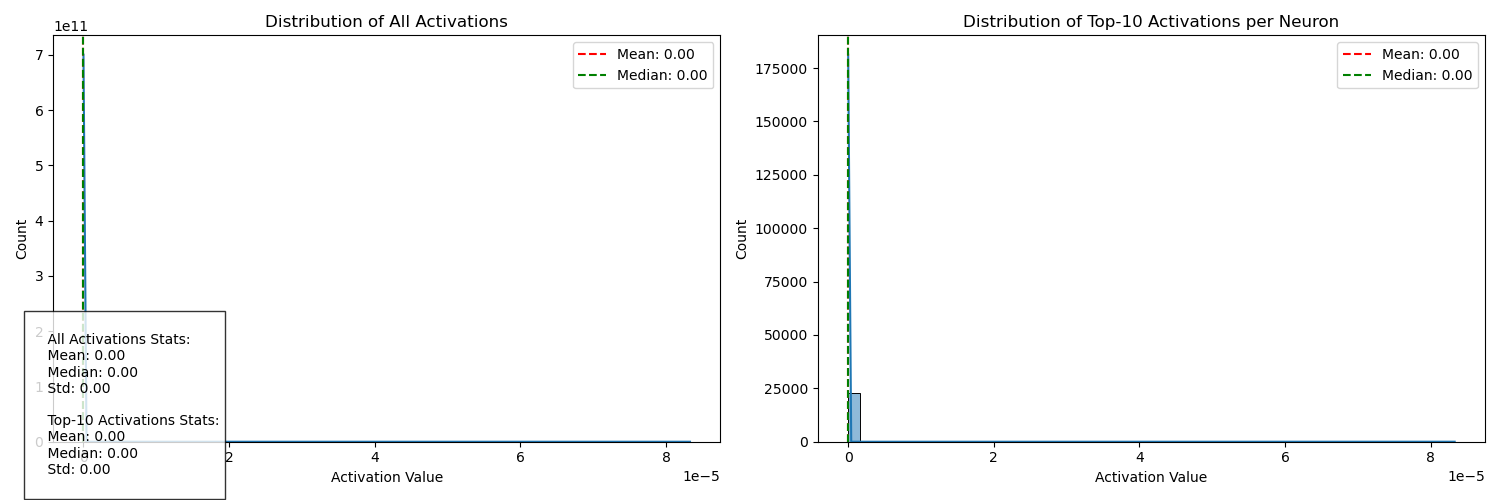 Distribution of All Activations
1e11
7
6
5
4
3
2
1
0
Count
Mean: 0.00
Median: 0.00
All Activations Stats:
Mean: 0.00
Median: 0.00
Std: 0.00
Top-10 Activations Stats:
Mean: 0.00
Median: 0.00
Std: 0.00
2
4
6
8
1e−5
Activation Value
Distribution of Top-10 Activations per Neuron
175000
150000
125000
100000
75000
50000
25000
0
Count
Mean: 0.00
Median: 0.00
0
2
4
6
8
1e−5
Activation Value